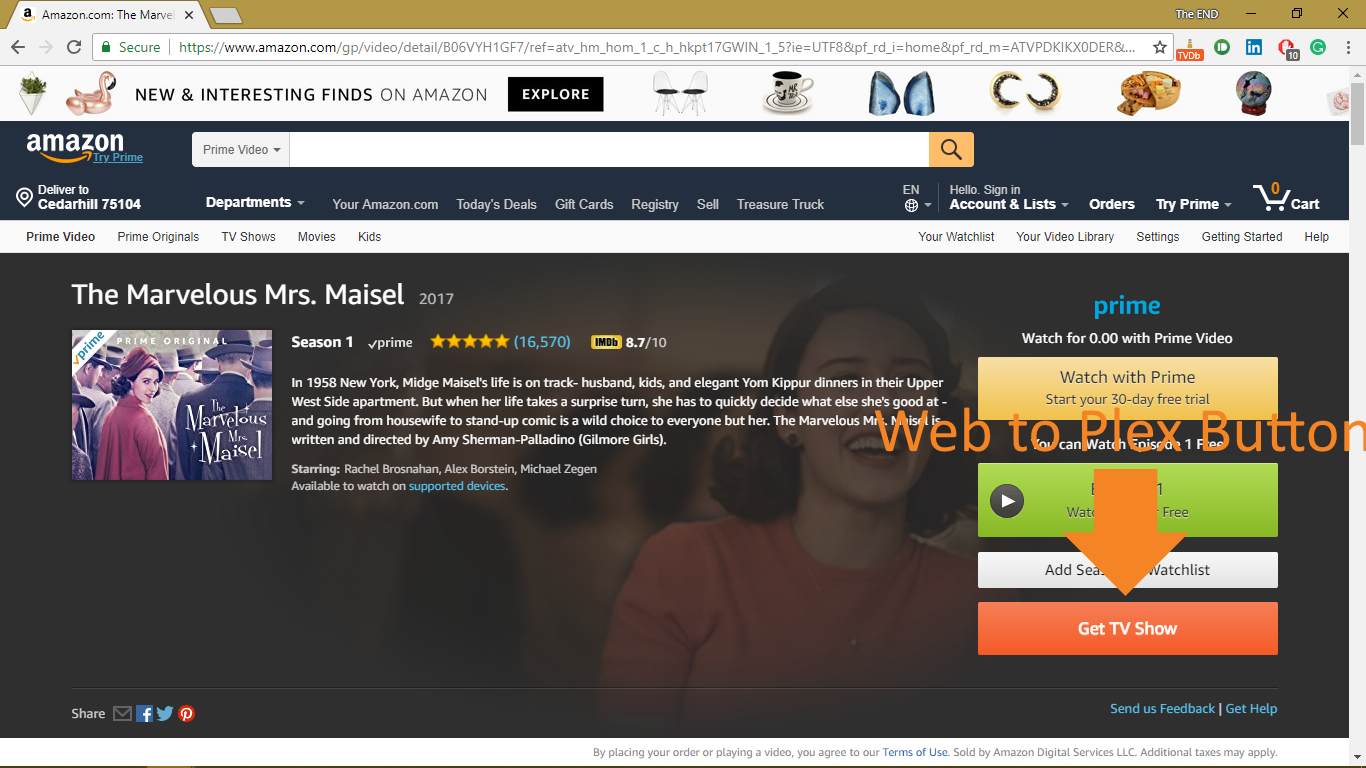 Amazon.com: The Marvel
The END
Secure
https://www.amazon.com/gp/video/detail/B06VYH1GF7/ref=atv_hm_hom_1_c_h_hkpt17GWIN_1_5?ie=UTF8&pf_rd_i=home&pf_rd_m=ATVPDKIKX0DER&...
TVDb
10
NEW & INTERESTING FINDS ON AMAZON
EXPLORE
amazon
Try Prime
Prime Video
Deliver to
Cedarhill 75104
Departments
Your Amazon.com Today's Deals Gift Cards Registry Sell Treasure Truck
EN
Hello. Sign in
Account & Lists
Orders
Try Prime
0
Cart
Prime Video Prime Originals TV Shows Movies Kids
Your Watchlist Your Video Library Settings Getting Started Help
The Marvelous Mrs. Maisel 2017
prime
PRIME ORIGINAL
The
Marvelous
Mrs.
Maisel
Season 1 prime (16,570) IMDb 8.7/10
In 1958 New York, Midge Maisel's life is on track- husband, kids, and elegant Yom Kippur dinners in their Upper
West Side apartment. But when her life takes a surprise turn, she has to quickly decide what else she's good at -
and going from housewife to stand-up comic is a wild choice to everyone but her. The Marvelous Mrs. Maisel is
written and directed by Amy Sherman-Palladino (Gilmore Girls).
Starring: Rachel Brosnahan, Alex Borstein, Michael Zegen
Available to watch on supported devices.
prime
Watch for 0.00 with Prime Video
Watch with Prime
Start your 30-day free trial
Web to Plex Button
You can Watch Episode 1 Free
1
Free
Add Watchlist
Get TV Show
Share
Send us Feedback | Get Help
By placing your order or playing a video, you agree to our Terms of Use. Sold by Amazon Digital Services LLC. Additional taxes may apply.